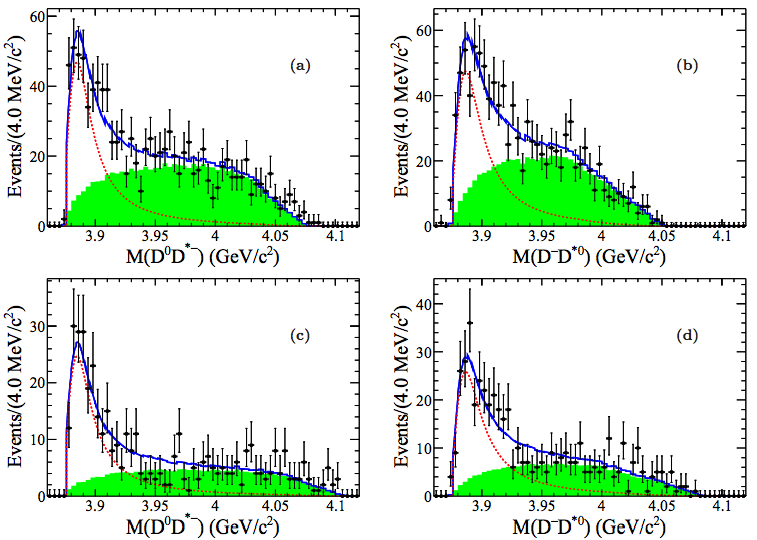 Events/(4.0 MeV/c²)
60
40
20
0
(a)
3.9 3.95 4 4.05 4.1
M(D⁰D*⁻) (GeV/c²)
Events/(4.0 MeV/c²)
60
40
20
0
(b)
3.9 3.95 4 4.05 4.1
M(D⁻D*⁰) (GeV/c²)
Events/(4.0 MeV/c²)
30
20
10
0
(c)
3.9 3.95 4 4.05 4.1
M(D⁰D*⁻) (GeV/c²)
Events/(4.0 MeV/c²)
40
30
20
10
0
(d)
3.9 3.95 4 4.05 4.1
M(D⁻D*⁰) (GeV/c²)